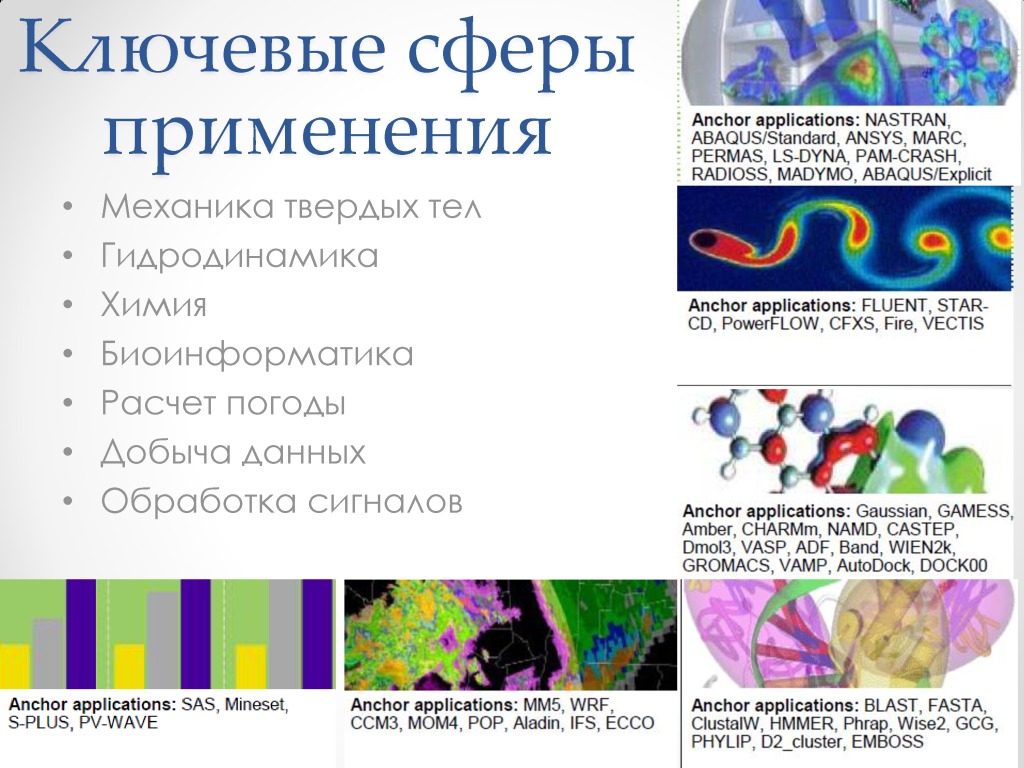 Ключевые сферы
применения
• Механика твердых тел
• Гидродинамика
• Химия
• Биоинформатика
• Расчет погоды
• Добыча данных
• Обработка сигналов
Anchor applications: NASTRAN,
ABAQUS/Standard, ANSYS, MARC,
PERMAS, LS-DYNA, PAM-CRASH,
RADIOSS, MADYMO, ABAQUS/Explicit
Anchor applications: FLUENT, STAR-
CD, PowerFLOW, CFXS, Fire, VECTIS
Anchor applications: Gaussian, GAMESS,
Amber, CHARMm, NAMD, CASTEP,
Dmol3, VASP, ADF, Band, WIEN2k,
GROMACS, VAMP, AutoDock, DOCK00
Anchor applications: SAS, Mineset,
S-PLUS, PV-WAVE
Anchor applications: MM5, WRF,
CCM3, MOM4, POP, Aladin, IFS, ECCO
Anchor applications: BLAST, FASTA,
ClustalW, HMMER, Phrap, Wise2, GCG,
PHYLIP, D2_cluster, EMBOSS